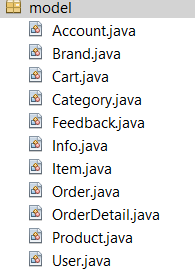 model
Account.java
Brand.java
Cart.java
Category.java
Feedback.java
Info.java
Item.java
Order.java
OrderDetail.java
Product.java
User.java